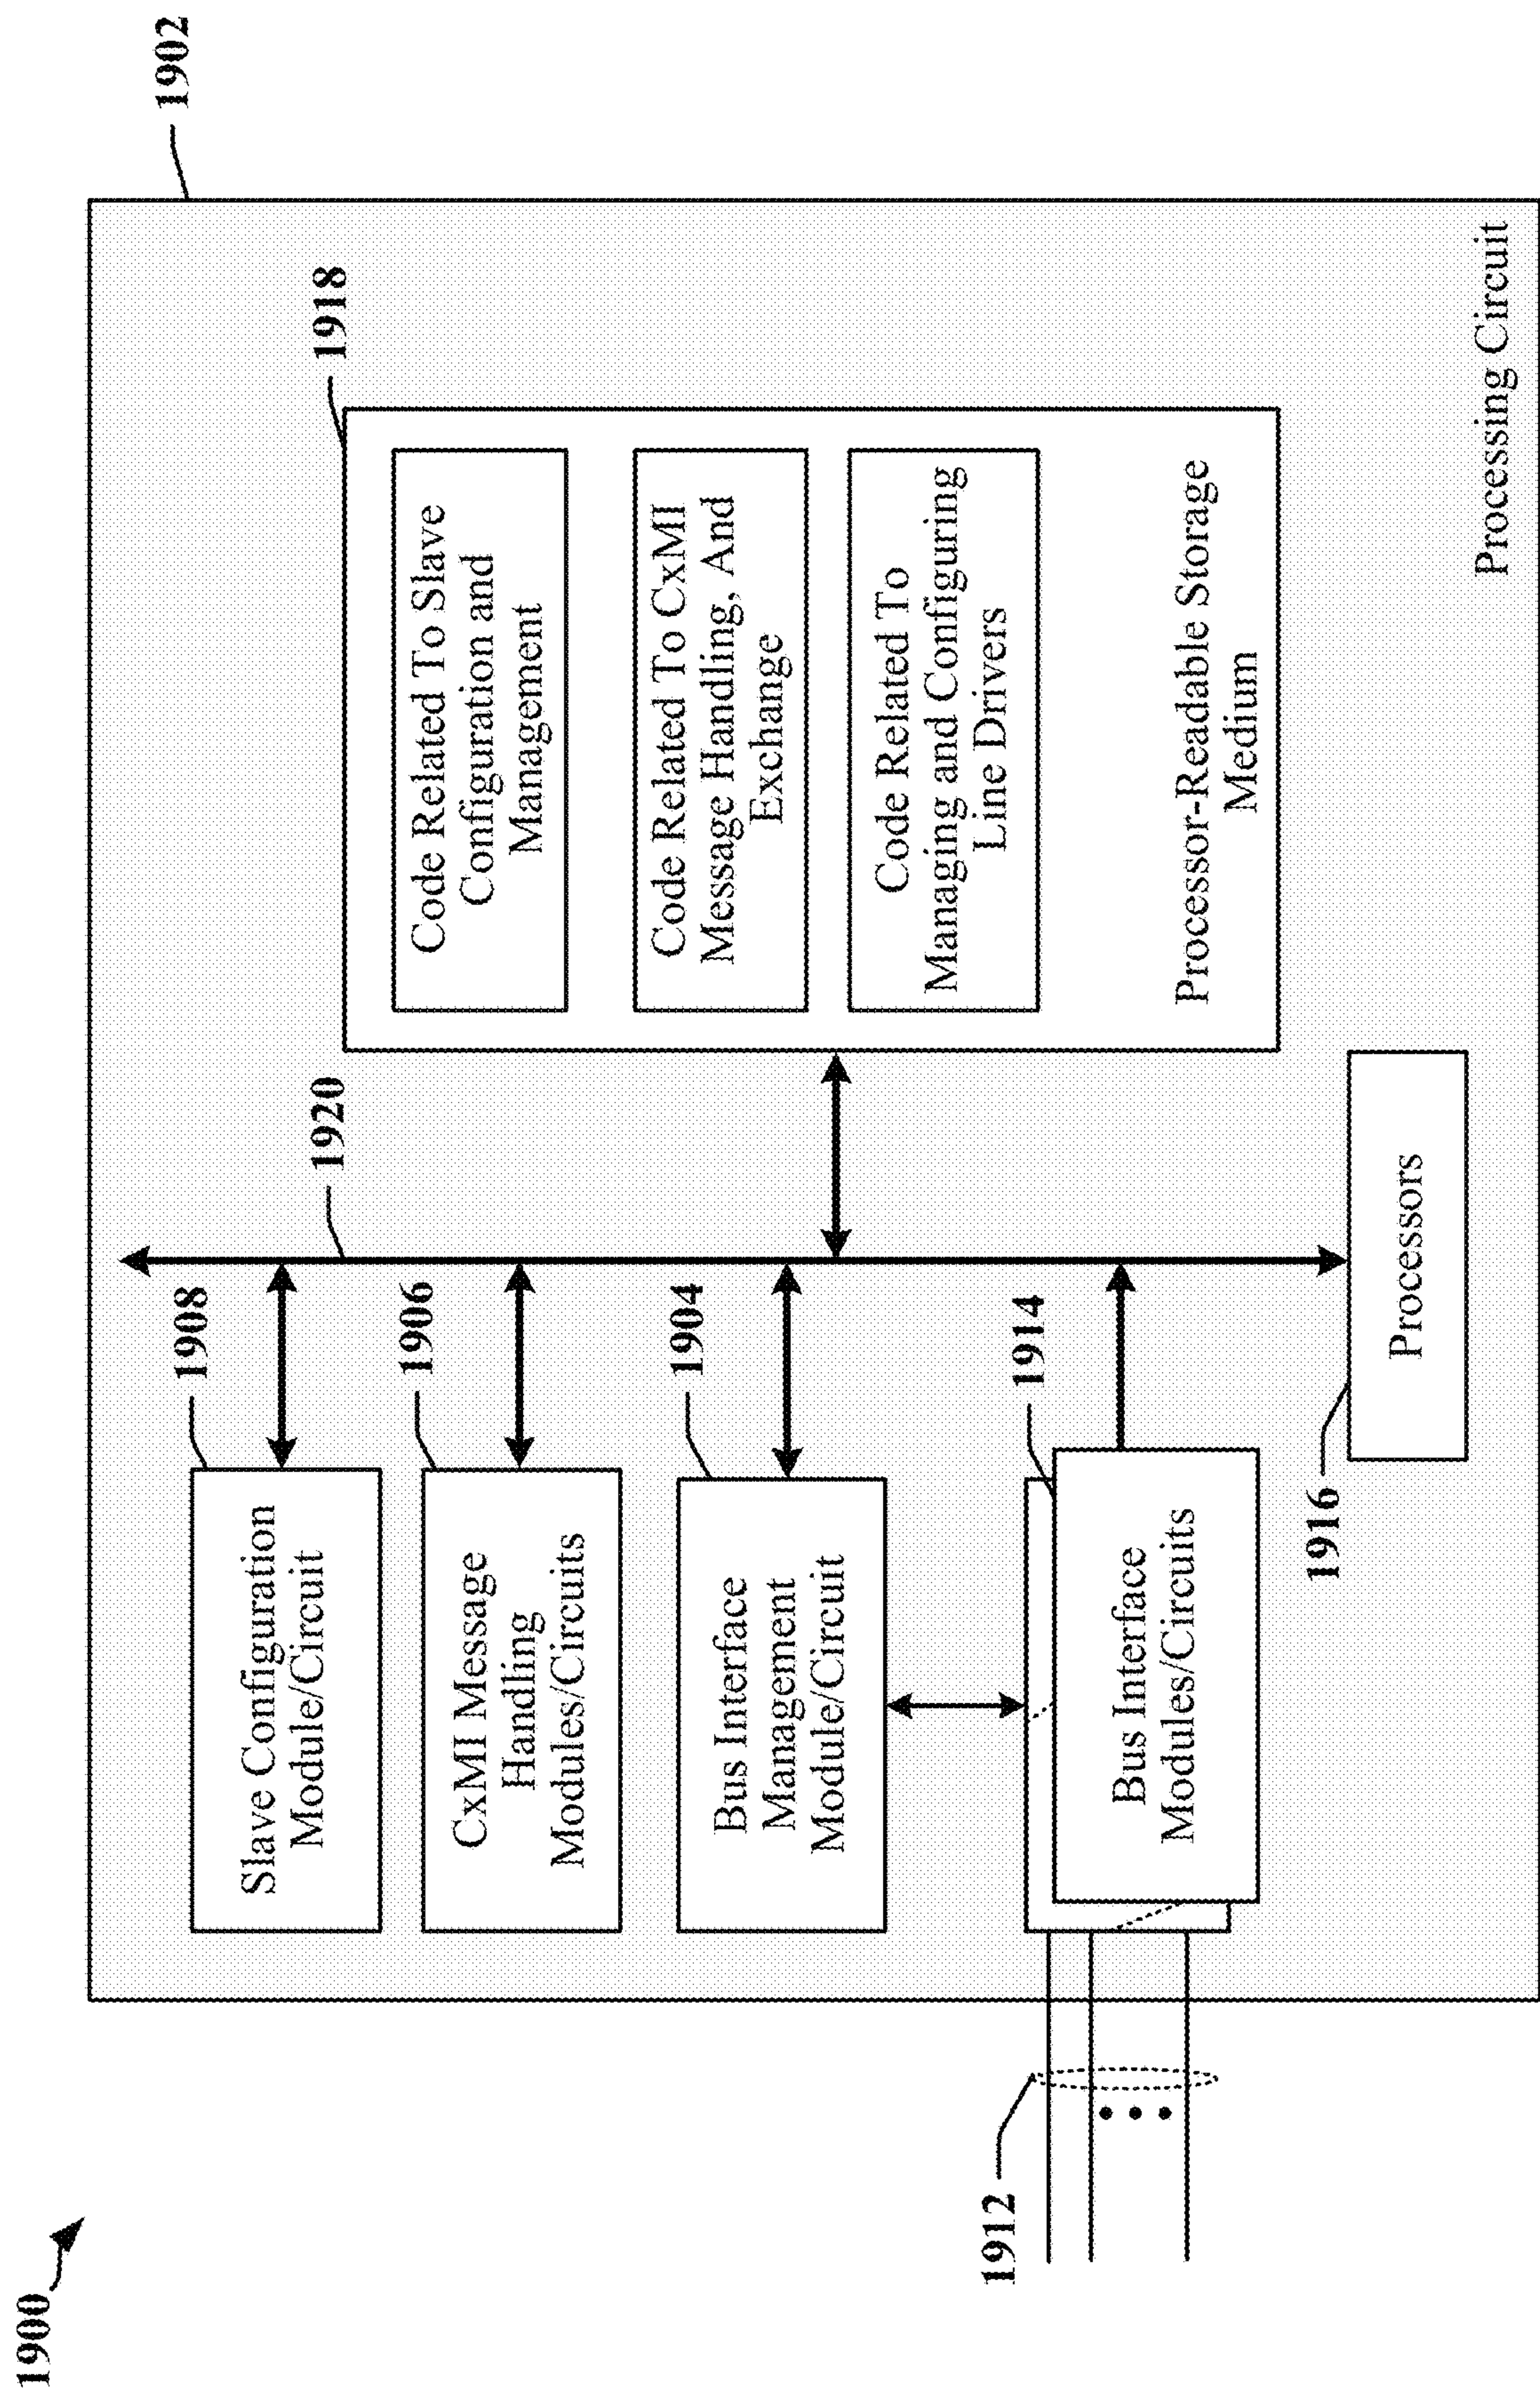 1900
1902
1908
Slave Configuration
Module/Circuit
1906
CxMI Message
Handling
Modules/Circuits
1904
Bus Interface
Management
Module/Circuit
1914
Bus Interface
Modules/Circuits
1912
1920
1918
Code Related To Slave
Configuration and
Management
Code Related To CxMI
Message Handling, And
Exchange
Code Related To
Managing and Configuring
Line Drivers
Processor-Readable Storage
Medium
1916
Processors
Processing Circuit